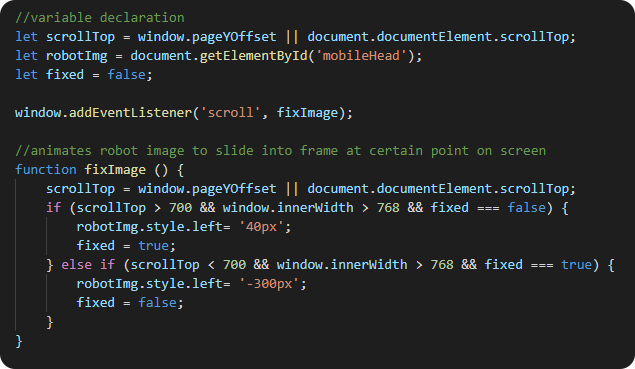 //variable declaration
let scrollTop = window.pageYOffset || document.documentElement.scrollTop;
let robotImg = document.getElementById('mobileHead');
let fixed = false;

window.addEventListener('scroll', fixImage);

//animates robot image to slide into frame at certain point on screen
function fixImage () {
    scrollTop = window.pageYOffset || document.documentElement.scrollTop;
    if (scrollTop > 700 && window.innerWidth > 768 && fixed === false) {
        robotImg.style.left= '40px';
        fixed = true;
    } else if (scrollTop < 700 && window.innerWidth > 768 && fixed === true) {
        robotImg.style.left= '-300px';
        fixed = false;
    }
}